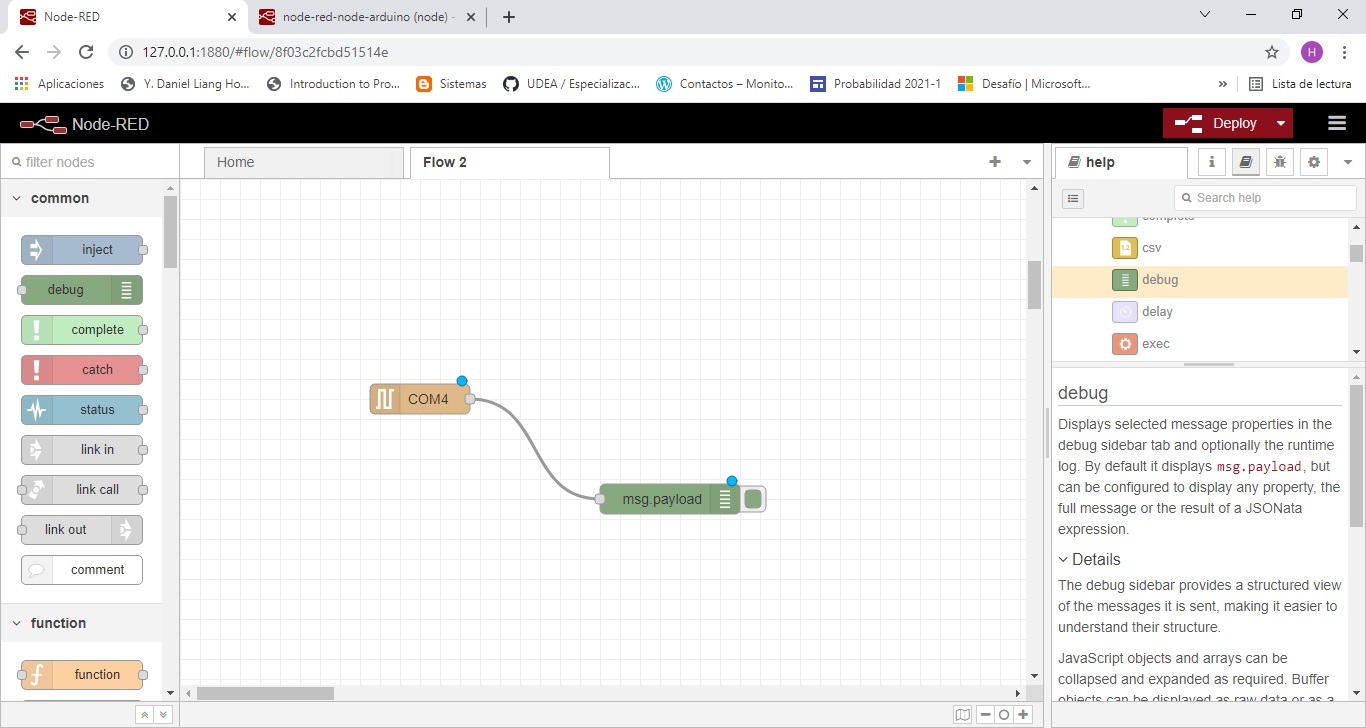 Node-RED
node-red-node-arduino (node) -
127.0.0.1:1880/#flow/8f03c2fcbd51514e
H
Aplicaciones
Y. Daniel Liang Ho...
Introduction to Pro...
Sistemas
UDEA / Especializac...
Contactos – Monito...
Probabilidad 2021-1
Desafío | Microsoft...
»
Lista de lectura
Node-RED
Deploy
filter nodes
Home
Flow 2
help
Search help
common
inject
debug
complete
catch
status
link in
link call
link out
comment
function
function
COM4
msg.payload
complete
csv
debug
delay
exec
debug
Displays selected message properties in the
debug sidebar tab and optionally the runtime
log. By default it displays msg.payload, but
can be configured to display any property, the
full message or the result of a JSONata
expression.
Details
The debug sidebar provides a structured view
of the messages it is sent, making it easier to
understand their structure.
JavaScript objects and arrays can be
collapsed and expanded as required. Buffer
objects can be displayed as raw data or as a